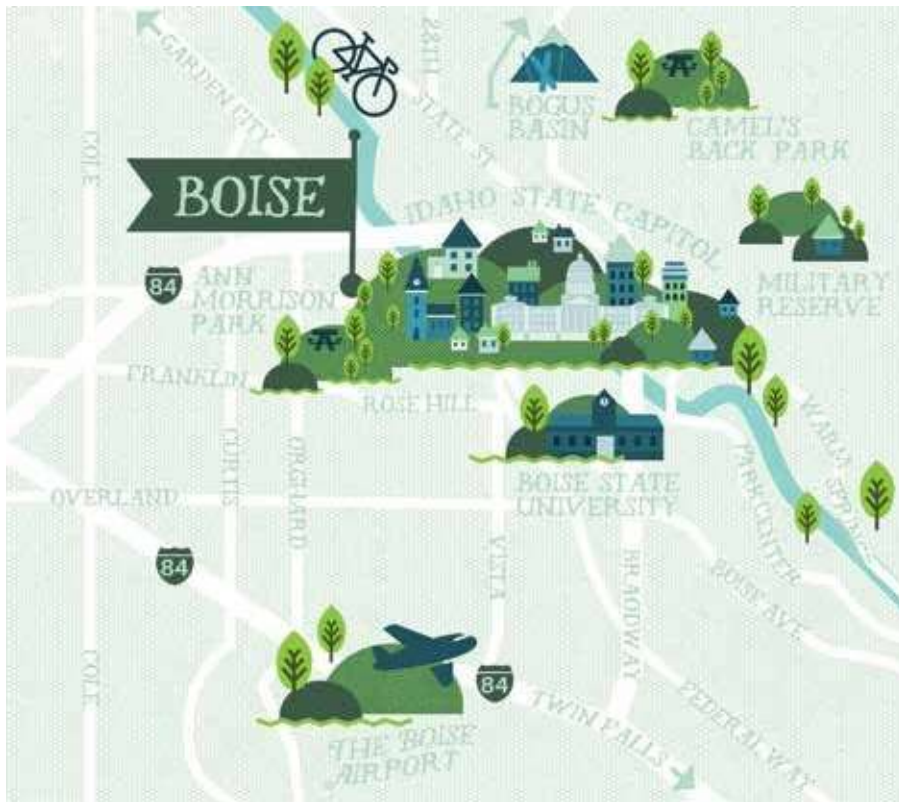 GARDEN CITY
28TH
STATE ST
BOGUS
BASIN
CAMEL'S
BACK PARK
COLE
BOISE
IDAHO STATE CAPITOL
84
ANN
MORRISON
PARK
MILITARY
RESERVE
FRANKLIN
ROSE HILL
WARM SPRINGS
CURTIS
ORCHARD
OVERLAND
BOISE STATE
UNIVERSITY
PARKCENTER
84
VISTA
BROADWAY
BOISE AVE
COLE
84
TWIN FALLS
FEDERAL WAY
THE BOISE
AIRPORT